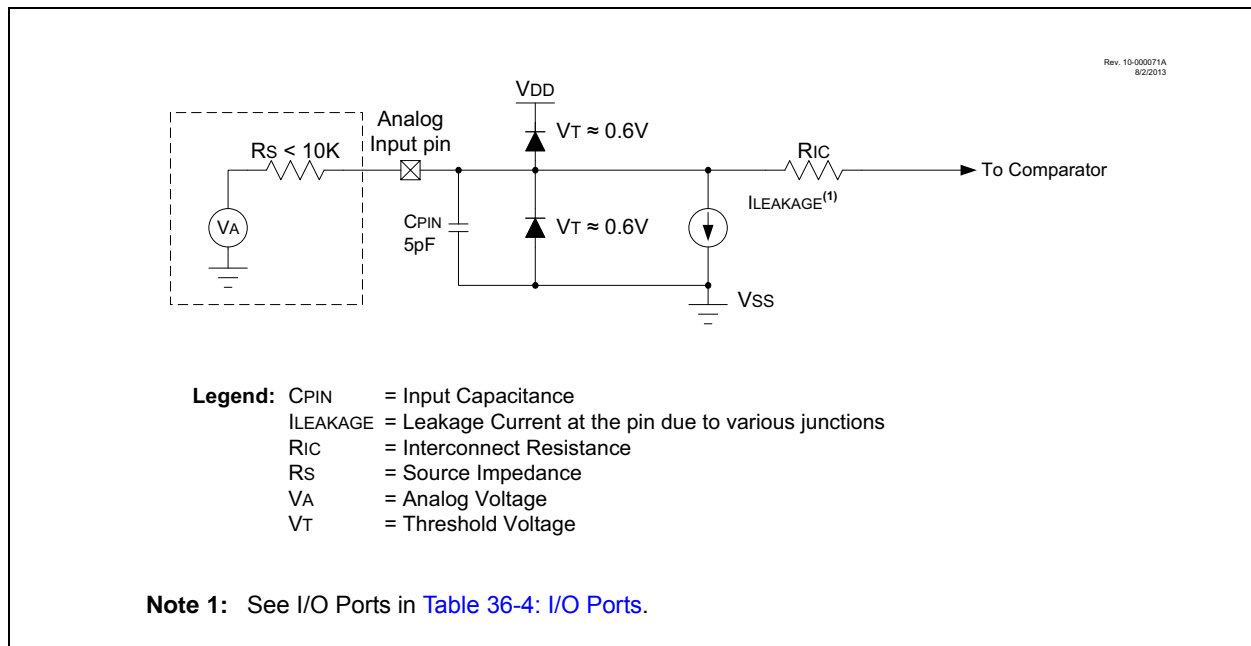 Rev. 10-000071A
8/2/2013
VDD
Analog
Input pin
VT ≈ 0.6V
RS < 10K
RIC
To Comparator
ILEAKAGE(1)
VA
CPIN
5pF
VT ≈ 0.6V
VSS
Legend: CPIN = Input Capacitance
ILEAKAGE = Leakage Current at the pin due to various junctions
RIC = Interconnect Resistance
RS = Source Impedance
VA = Analog Voltage
VT = Threshold Voltage
Note 1: See I/O Ports in Table 36-4: I/O Ports.